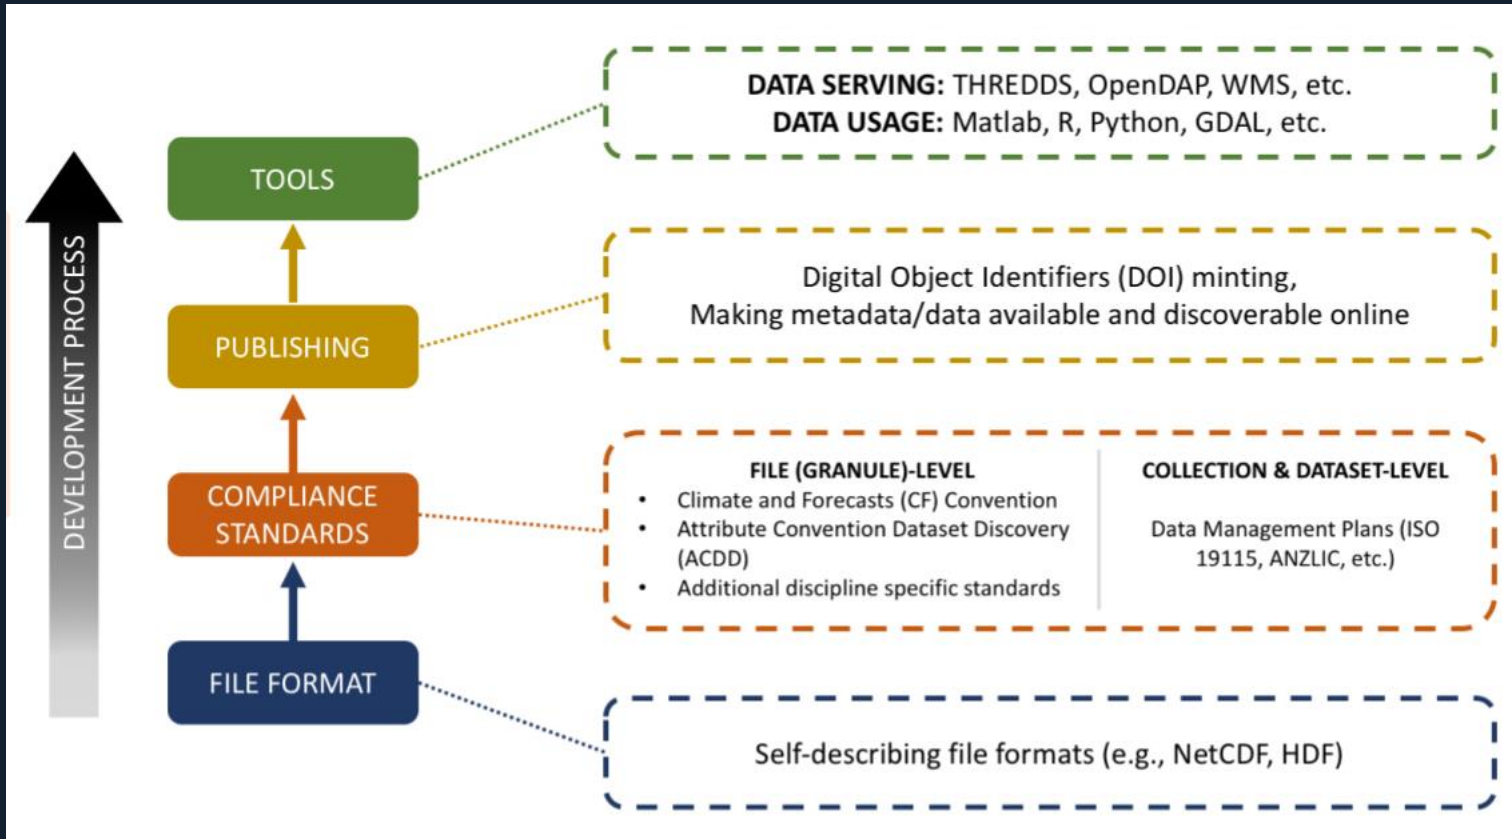 DEVELOPMENT PROCESS
TOOLS
DATA SERVING: THREDDS, OpenDAP, WMS, etc.
DATA USAGE: Matlab, R, Python, GDAL, etc.
PUBLISHING
Digital Object Identifiers (DOI) minting,
Making metadata/data available and discoverable online
COMPLIANCE
STANDARDS
FILE (GRANULE)-LEVEL
• Climate and Forecasts (CF) Convention
• Attribute Convention Dataset Discovery
(ACDD)
• Additional discipline specific standards
COLLECTION & DATASET-LEVEL
Data Management Plans (ISO
19115, ANZLIC, etc.)
FILE FORMAT
Self-describing file formats (e.g., NetCDF, HDF)